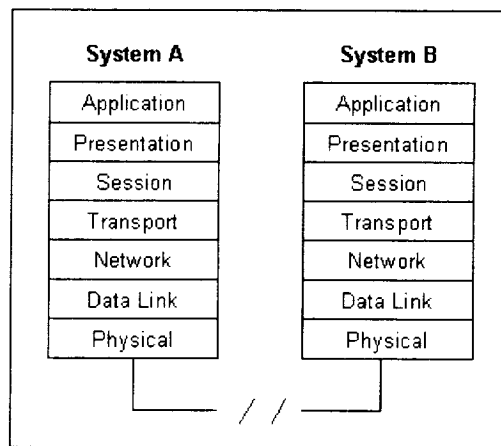 System A
Application
Presentation
Session
Transport
Network
Data Link
Physical
System B
Application
Presentation
Session
Transport
Network
Data Link
Physical